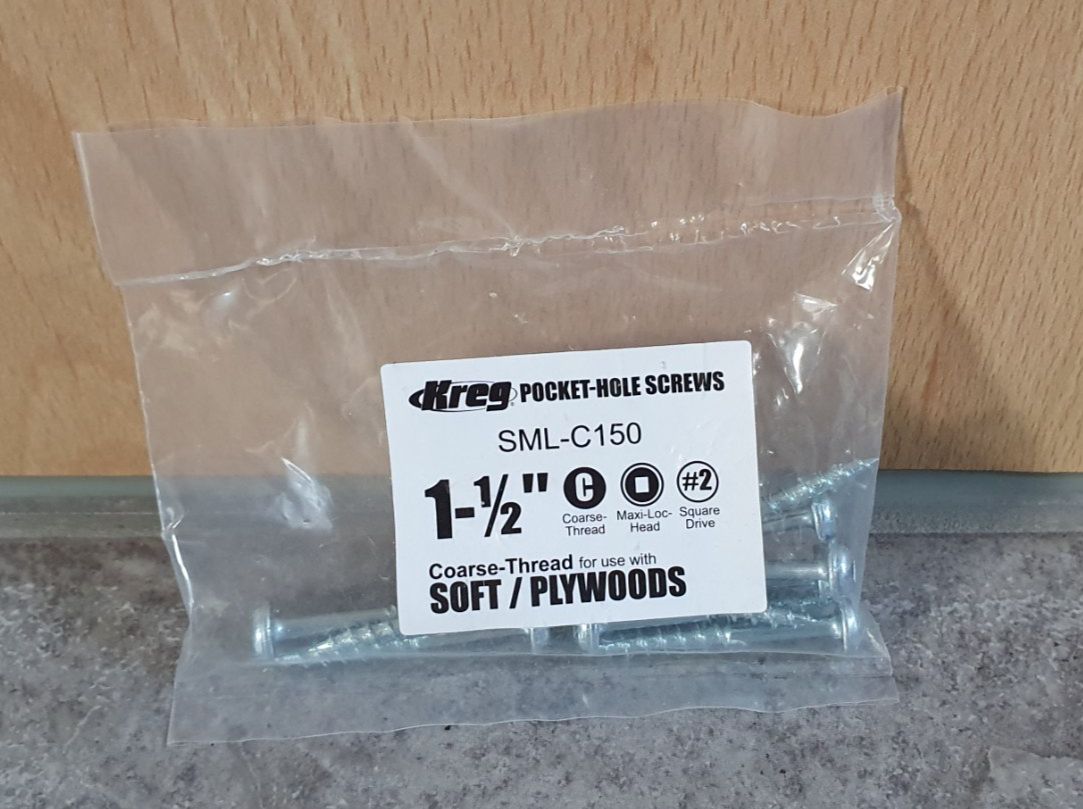 Kreg® POCKET-HOLE SCREWS
SML-C150
1-½" C #2
Coarse-Thread Maxi-Loc-Head Square Drive
Coarse-Thread for use with
SOFT / PLYWOODS